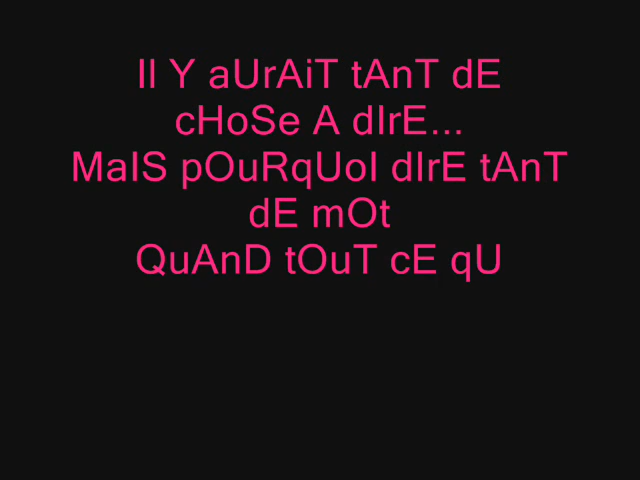 Il Y aUrAiT tAnT dE
cHoSe A dIrE...
MaIS pOuRqUoI dIrE tAnT
dE mOt
QuAnD tOuT cE qU